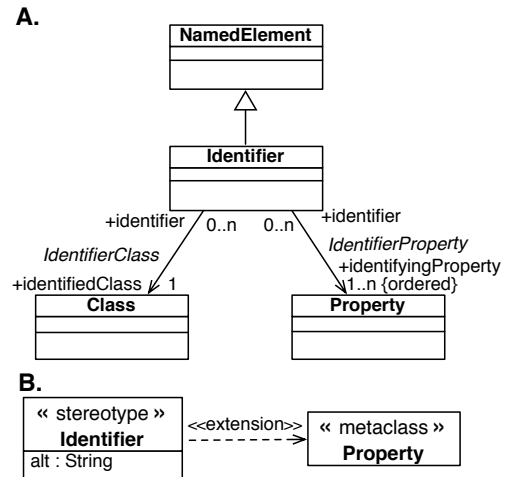 A.
NamedElement
Identifier
+identifier 0..n 0..n +identifier
IdentifierClass IdentifierProperty
+identifiedClass 1 +identifyingProperty
1..n {ordered}
Class Property
B.
« stereotype » <<extension>> « metaclass »
Identifier Property
alt : String